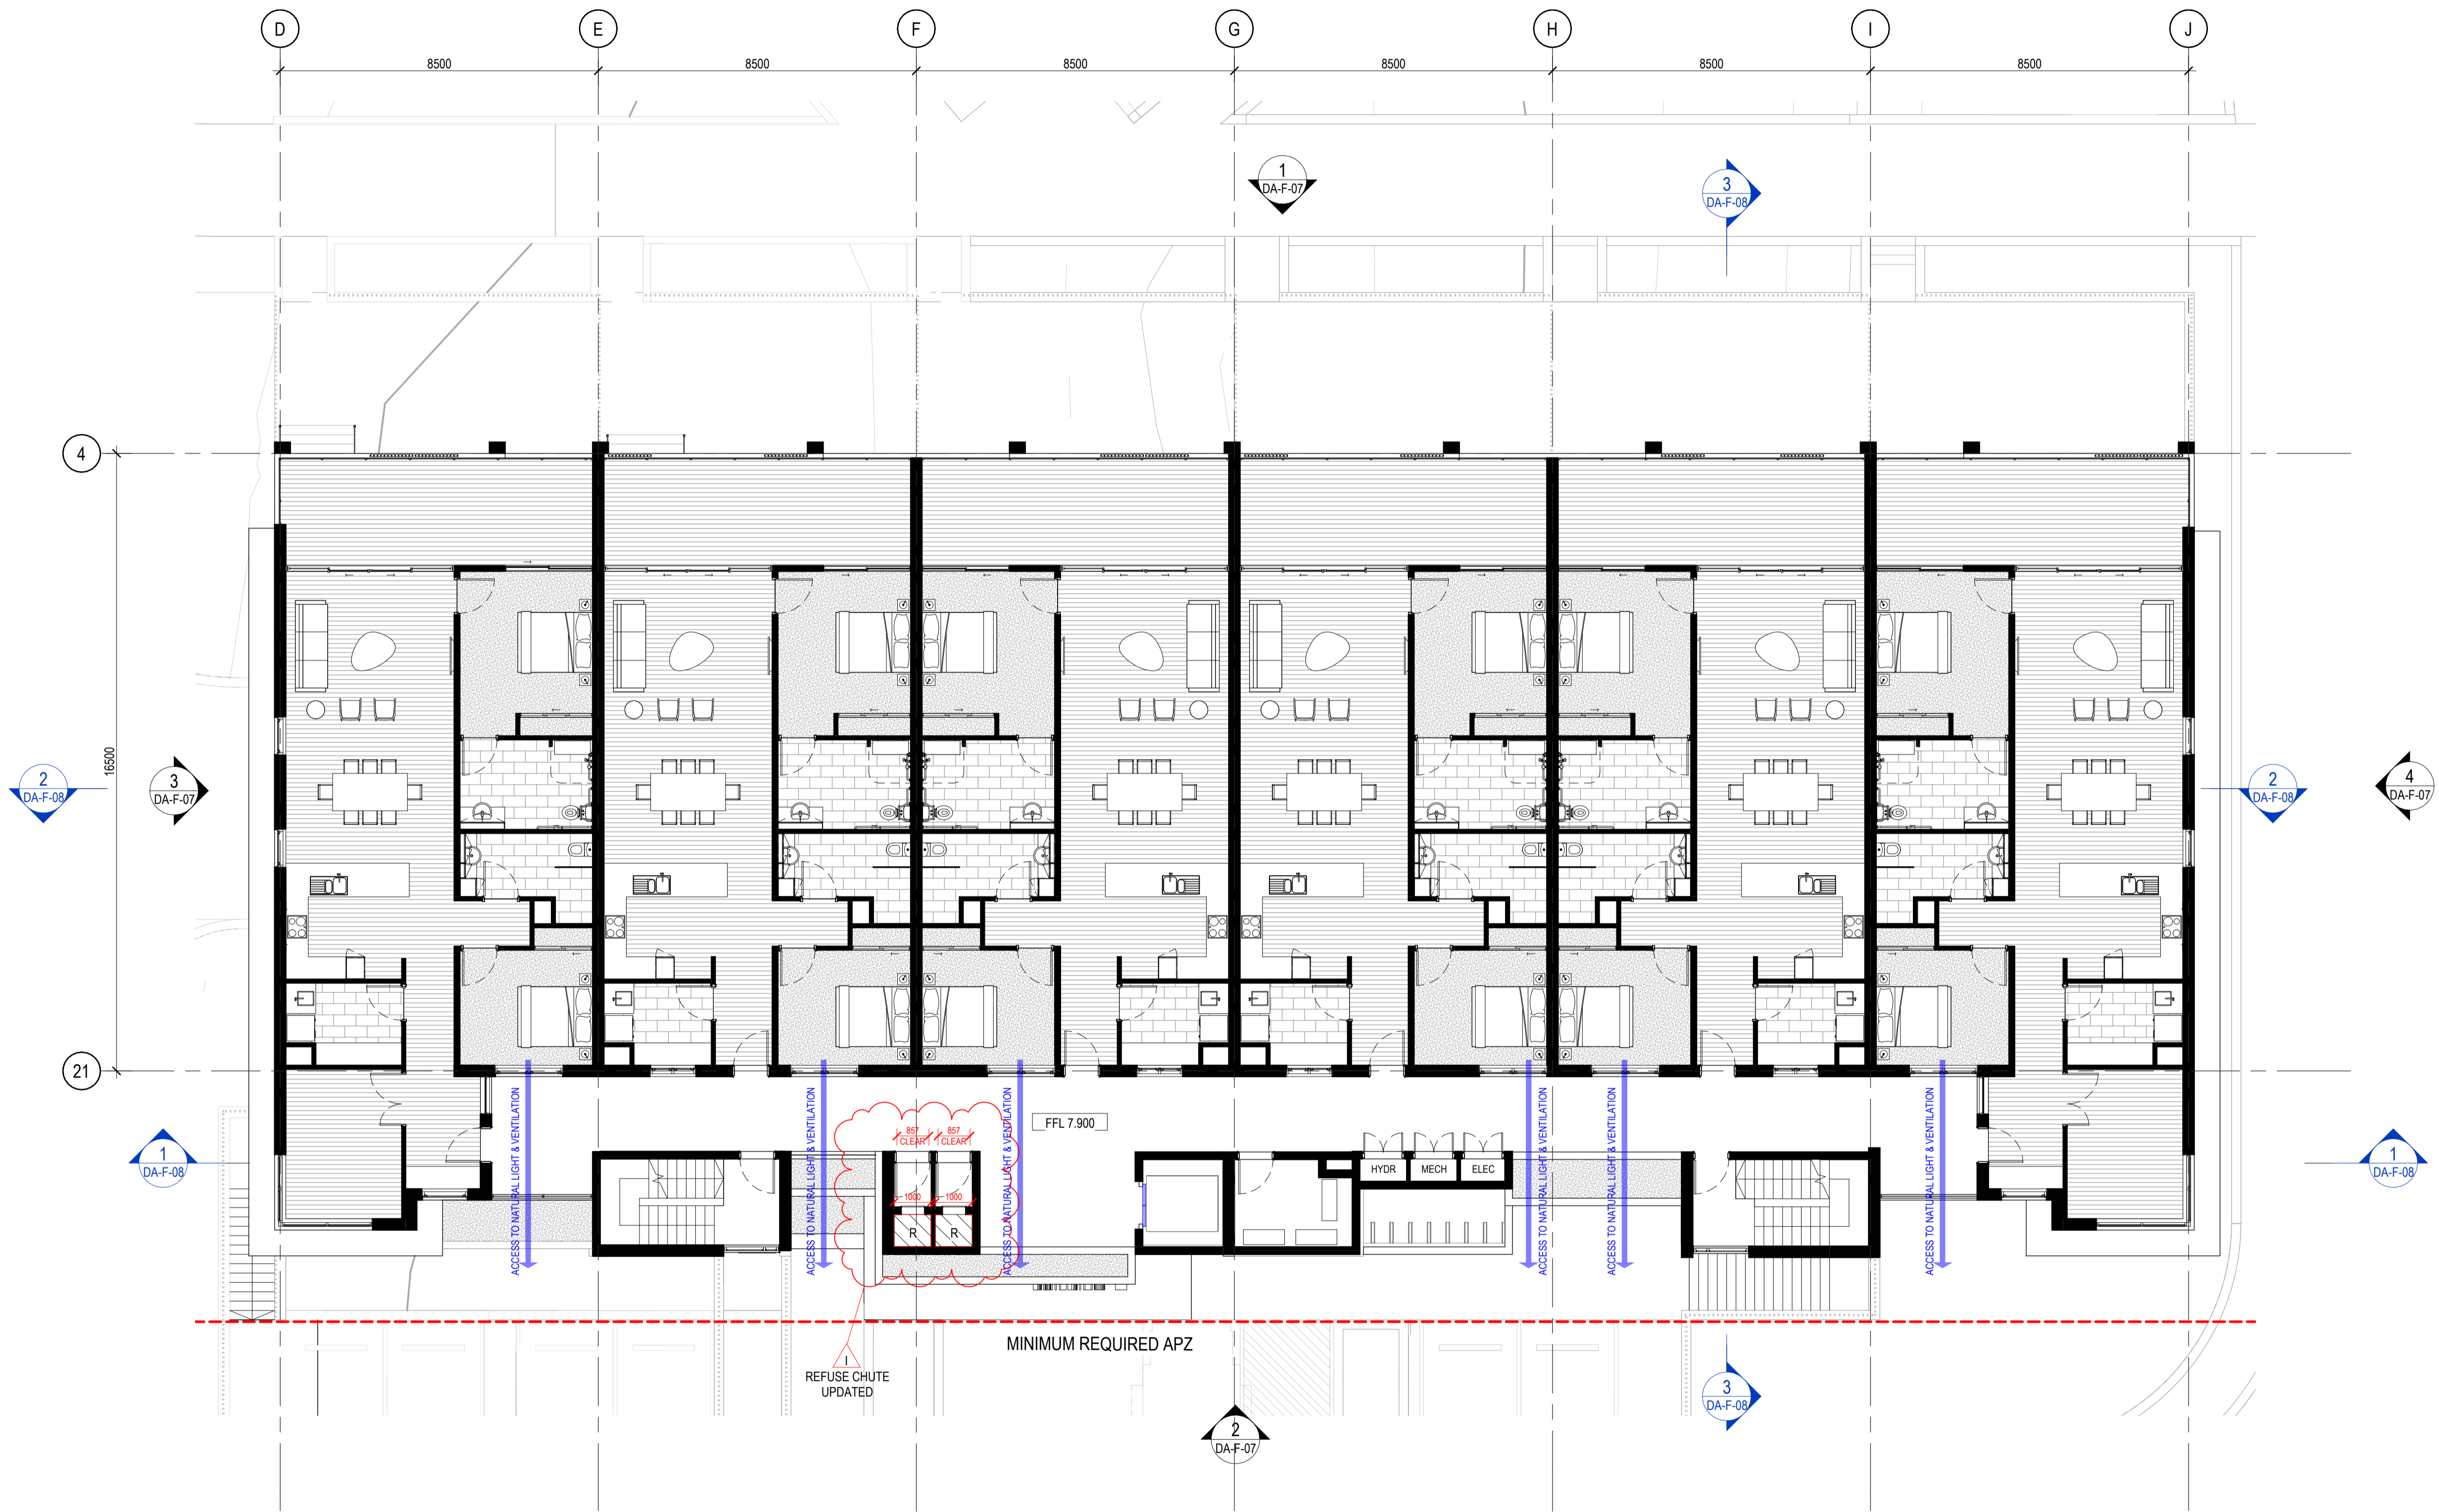 D
E
F
G
H
I
J
8500
8500
8500
8500
8500
8500
1
DA-F-07
3
DA-F-08
4
16500
2
DA-F-08
3
DA-F-07
2
DA-F-08
4
DA-F-07
21
ACCESS TO NATURAL LIGHT & VENTILATION
ACCESS TO NATURAL LIGHT & VENTILATION
ACCESS TO NATURAL LIGHT & VENTILATION
ACCESS TO NATURAL LIGHT & VENTILATION
ACCESS TO NATURAL LIGHT & VENTILATION
ACCESS TO NATURAL LIGHT & VENTILATION
FFL 7.900
857
CLEAR
857
CLEAR
1
DA-F-08
HYDR
MECH
ELEC
1
DA-F-08
1000
1000
R
R
MINIMUM REQUIRED APZ
I
REFUSE CHUTE
UPDATED
3
DA-F-08
2
DA-F-07